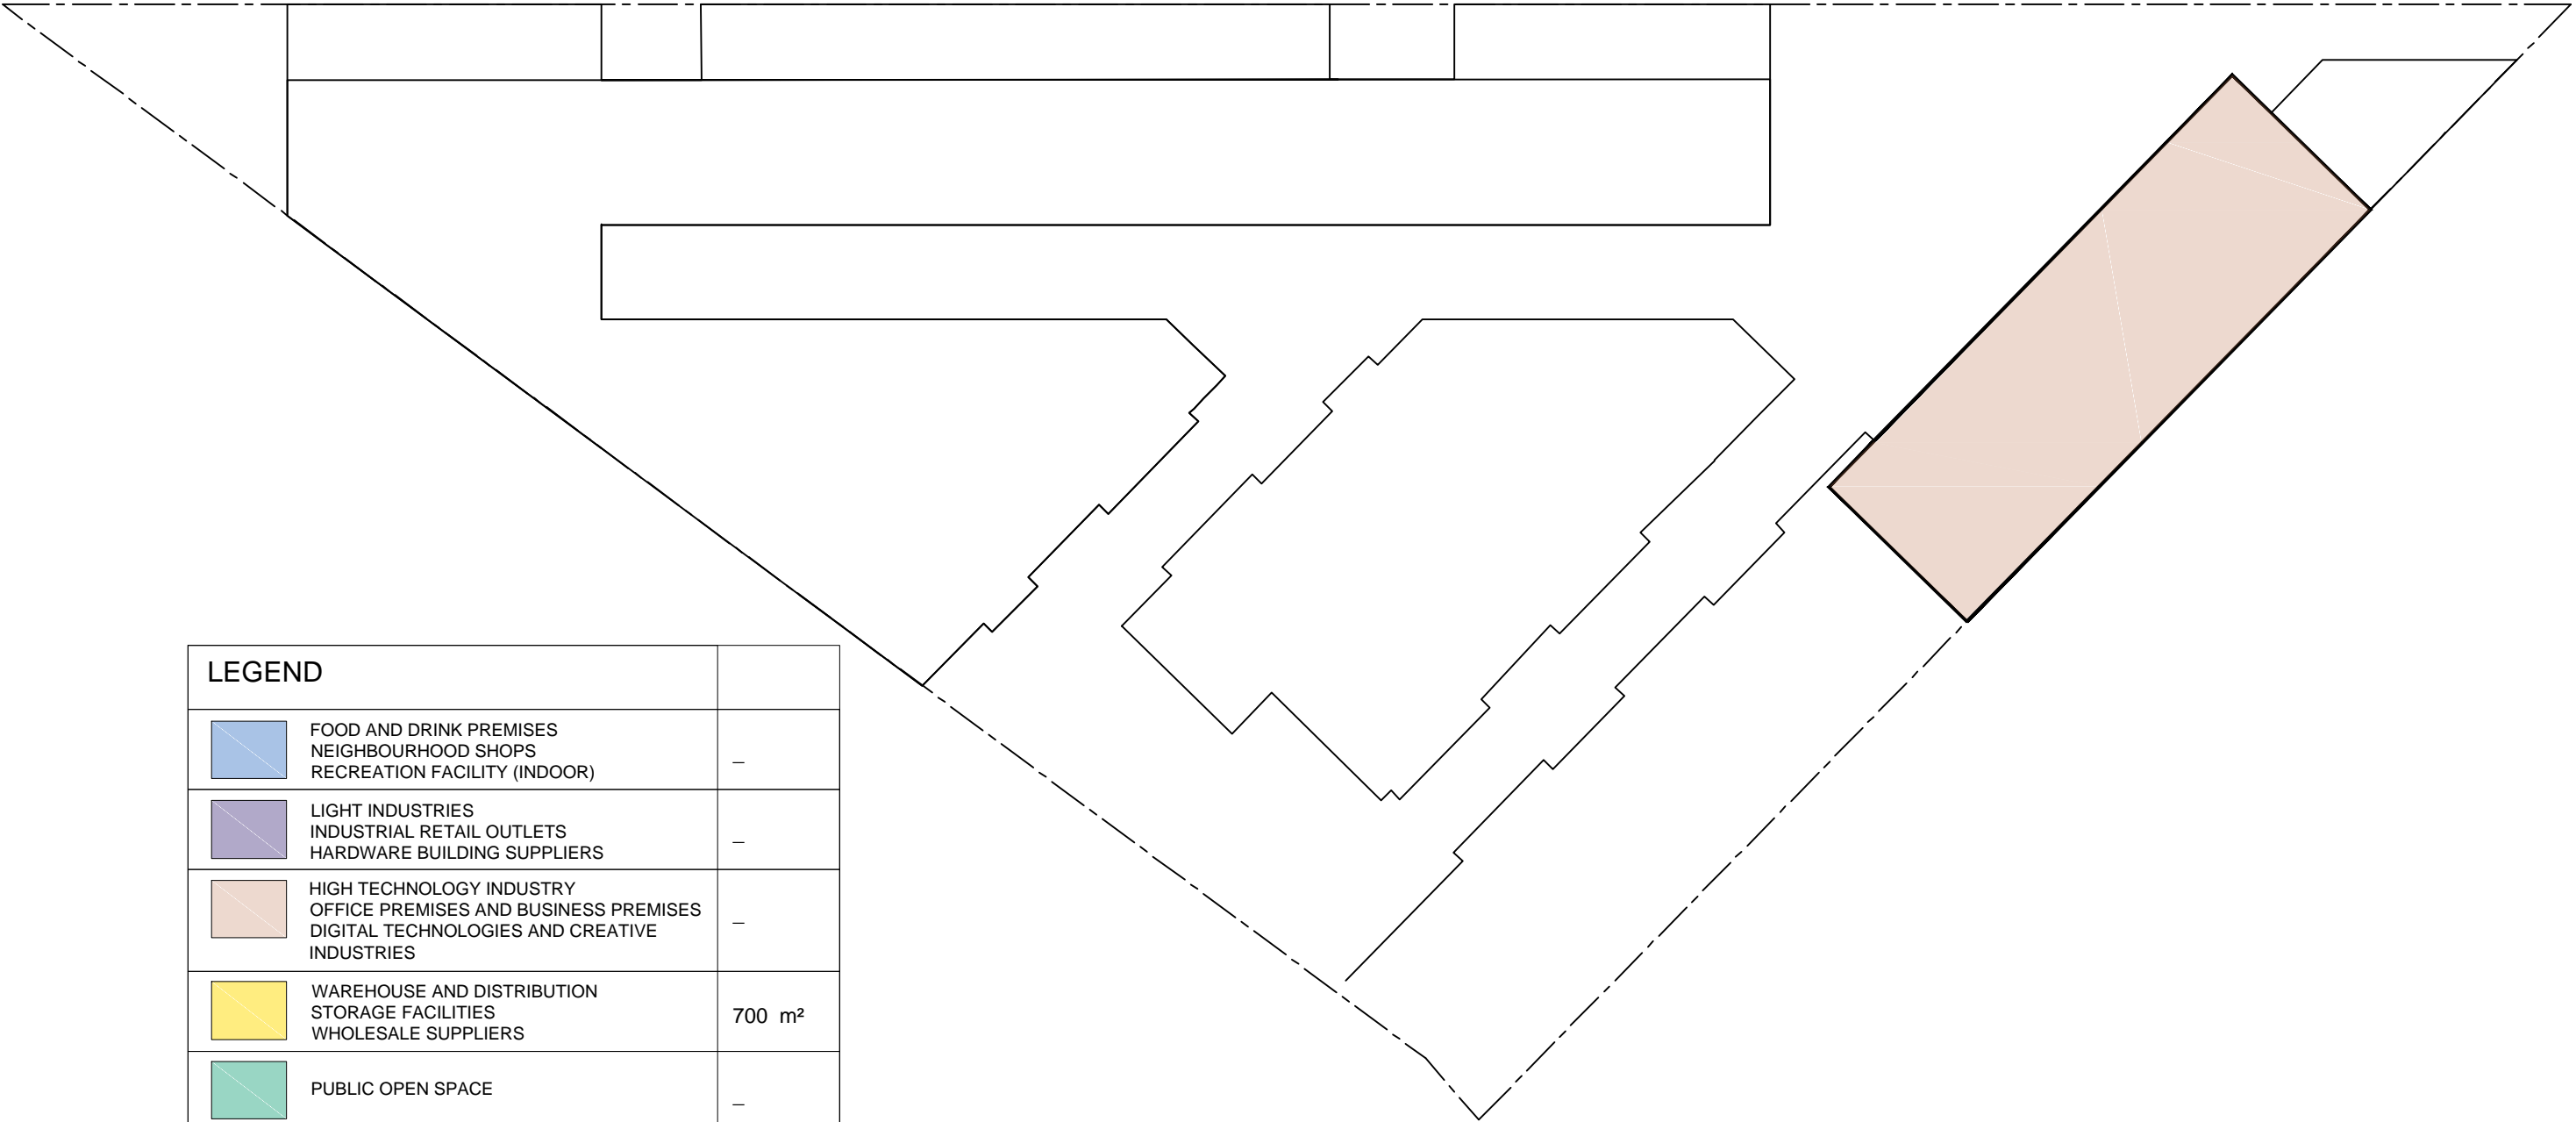 LEGEND
FOOD AND DRINK PREMISES
NEIGHBOURHOOD SHOPS
RECREATION FACILITY (INDOOR)
–
LIGHT INDUSTRIES
INDUSTRIAL RETAIL OUTLETS
HARDWARE BUILDING SUPPLIERS
–
HIGH TECHNOLOGY INDUSTRY
OFFICE PREMISES AND BUSINESS PREMISES
DIGITAL TECHNOLOGIES AND CREATIVE
INDUSTRIES
–
WAREHOUSE AND DISTRIBUTION
STORAGE FACILITIES
WHOLESALE SUPPLIERS
700 m²
PUBLIC OPEN SPACE
–